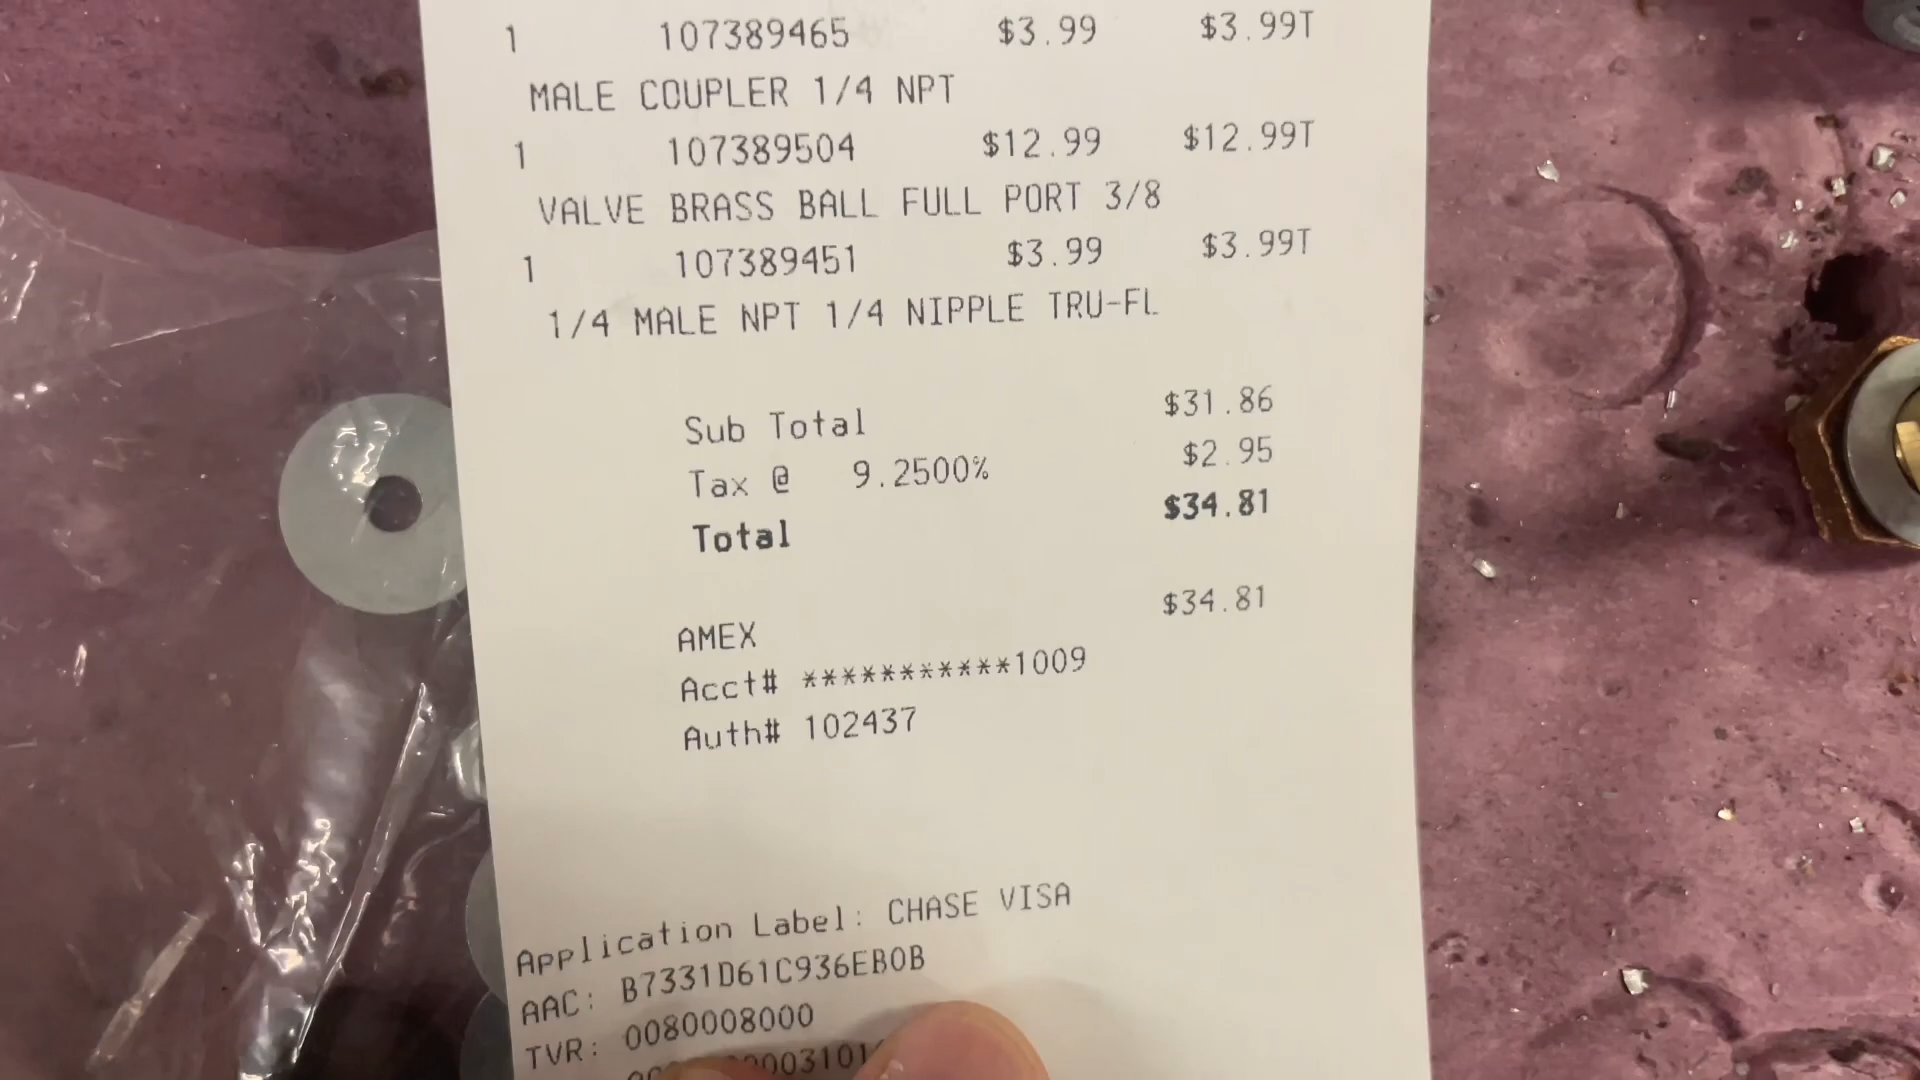 1 107389465 $3.99 $3.99T
MALE COUPLER 1/4 NPT
1 107389504 $12.99 $12.99T
VALVE BRASS BALL FULL PORT 3/8
1 107389451 $3.99 $3.99T
1/4 MALE NPT 1/4 NIPPLE TRU-FL
Sub Total $31.86
Tax @ 9.2500% $2.95
Total $34.81
AMEX $34.81
Acct# ***********1009
Auth# 102437
Application Label: CHASE VISA
AAC: B7331D61C936EB0B
TVR: 0080008000